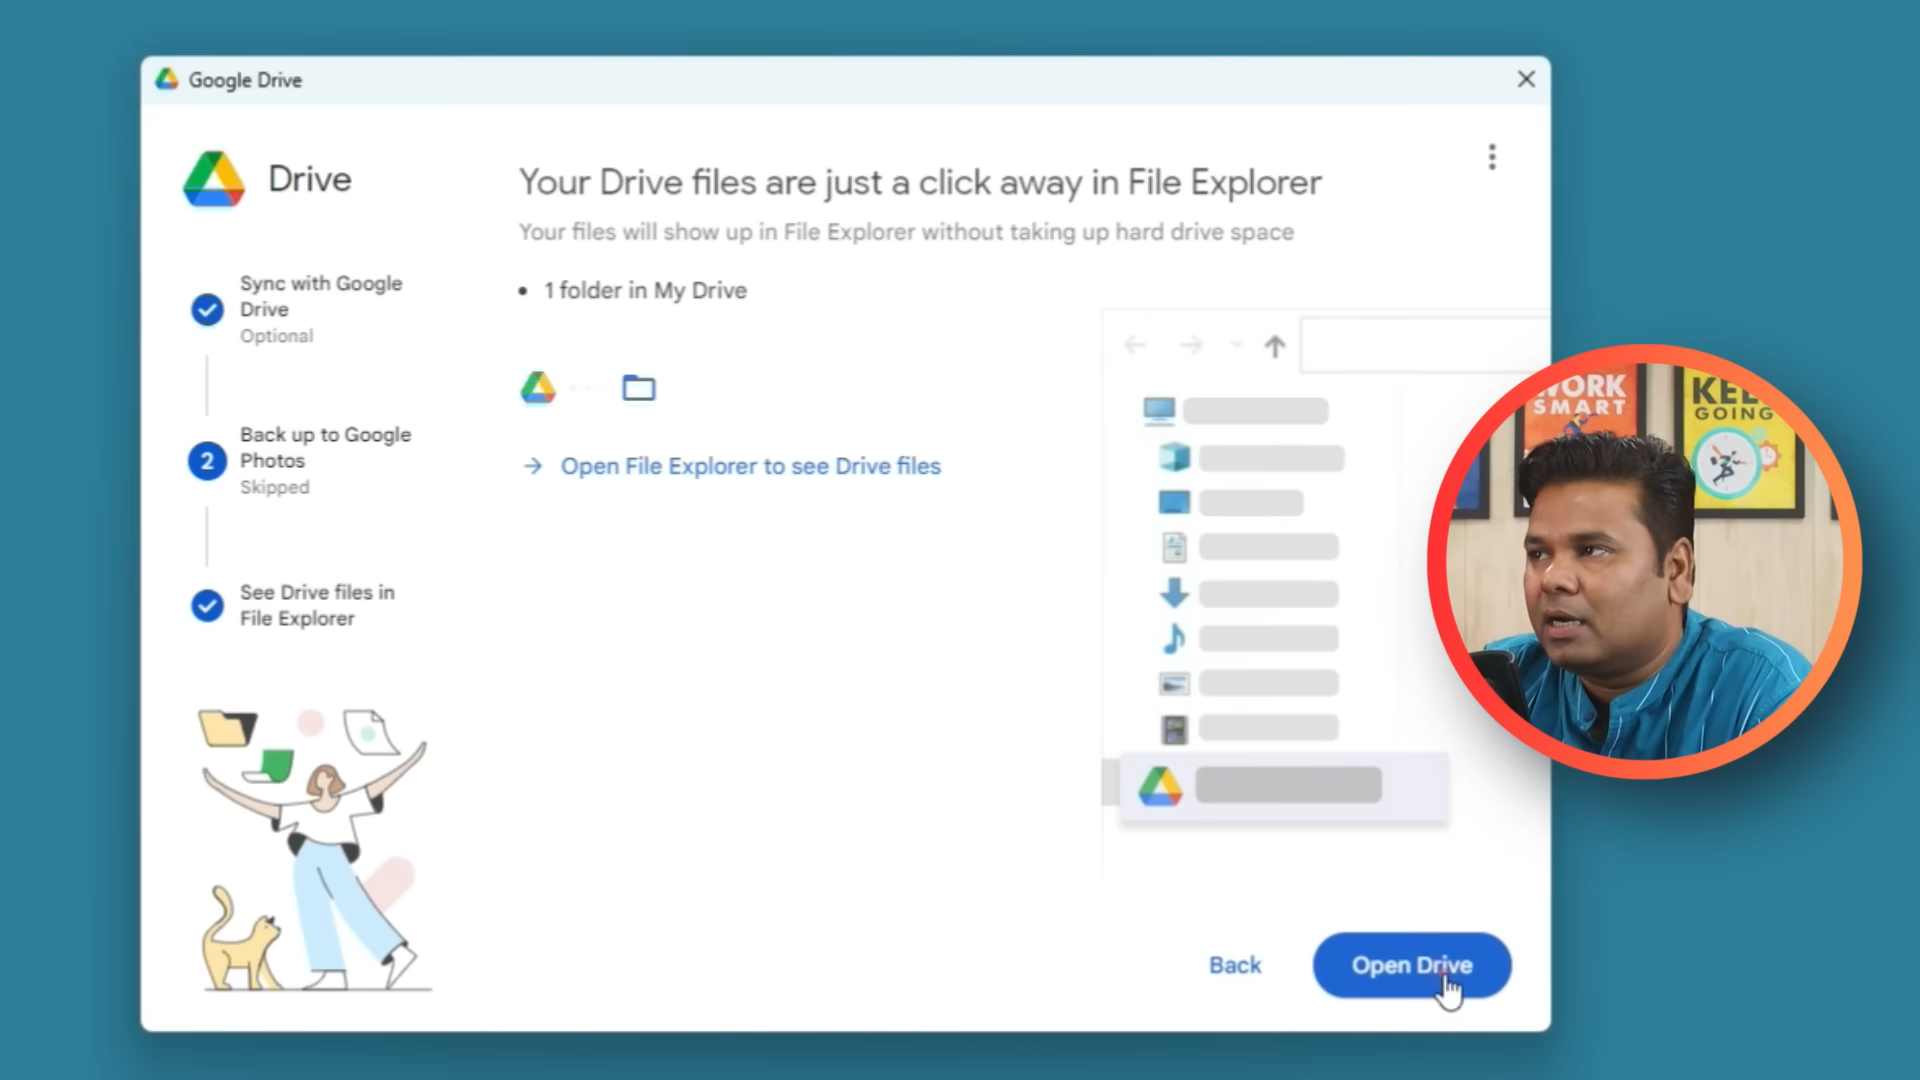 Google Drive
Drive
Your Drive files are just a click away in File Explorer
Your files will show up in File Explorer without taking up hard drive space
• 1 folder in My Drive
Open File Explorer to see Drive files
Sync with Google
Drive
Optional
2
Back up to Google
Photos
Skipped
See Drive files in
File Explorer
WORK
SMART
KEEP
GOING
Back
Open Drive